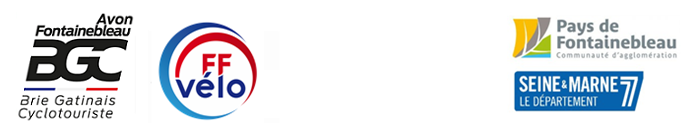 Avon
Fontainebleau
BGC
Brie Gatinais
Cyclotouriste
FF
vélo
Pays de
Fontainebleau
Communauté d'agglomération
SEINE & MARNE 77
LE DÉPARTEMENT